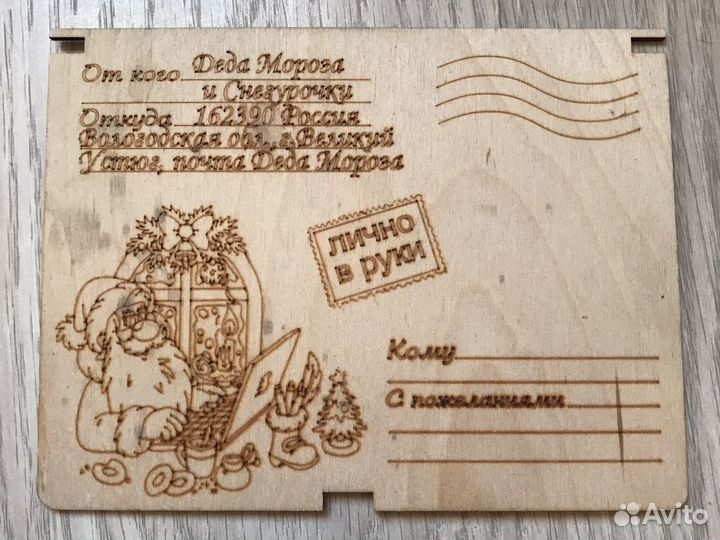 От кого Деда Мороза
и Снегурочки
Откуда 162390 Россия
Вологодская обл., г.Великий
Устюг, почта Деда Мороза
ЛИЧНО
В РУКИ
Кому
С пожеланиями
Avito